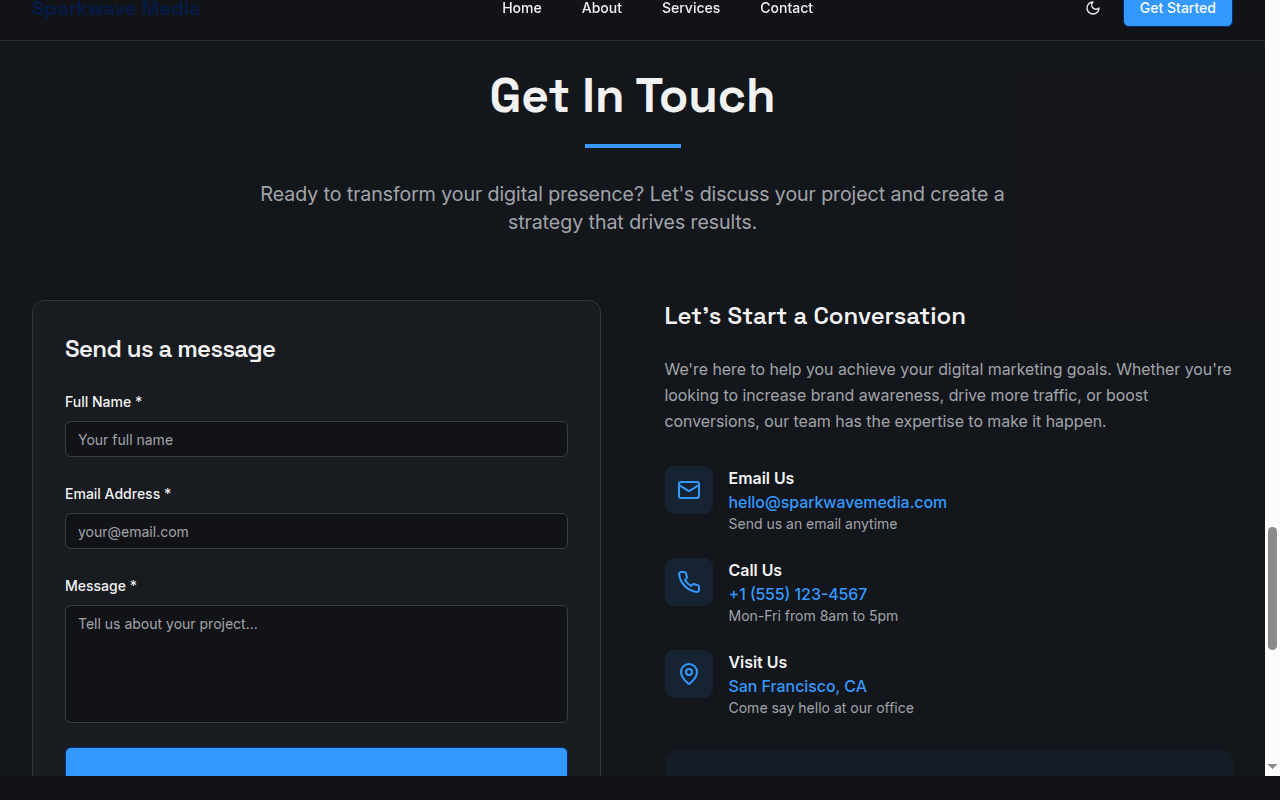 Sparkwave Media
Home
About
Services
Contact
Get Started
Get In Touch
Ready to transform your digital presence? Let's discuss your project and create a
strategy that drives results.
Send us a message
Full Name *
Your full name
Email Address *
your@email.com
Message *
Tell us about your project...
Let's Start a Conversation
We're here to help you achieve your digital marketing goals. Whether you're
looking to increase brand awareness, drive more traffic, or boost
conversions, our team has the expertise to make it happen.
Email Us
hello@sparkwavemedia.com
Send us an email anytime
Call Us
+1 (555) 123-4567
Mon-Fri from 8am to 5pm
Visit Us
San Francisco, CA
Come say hello at our office